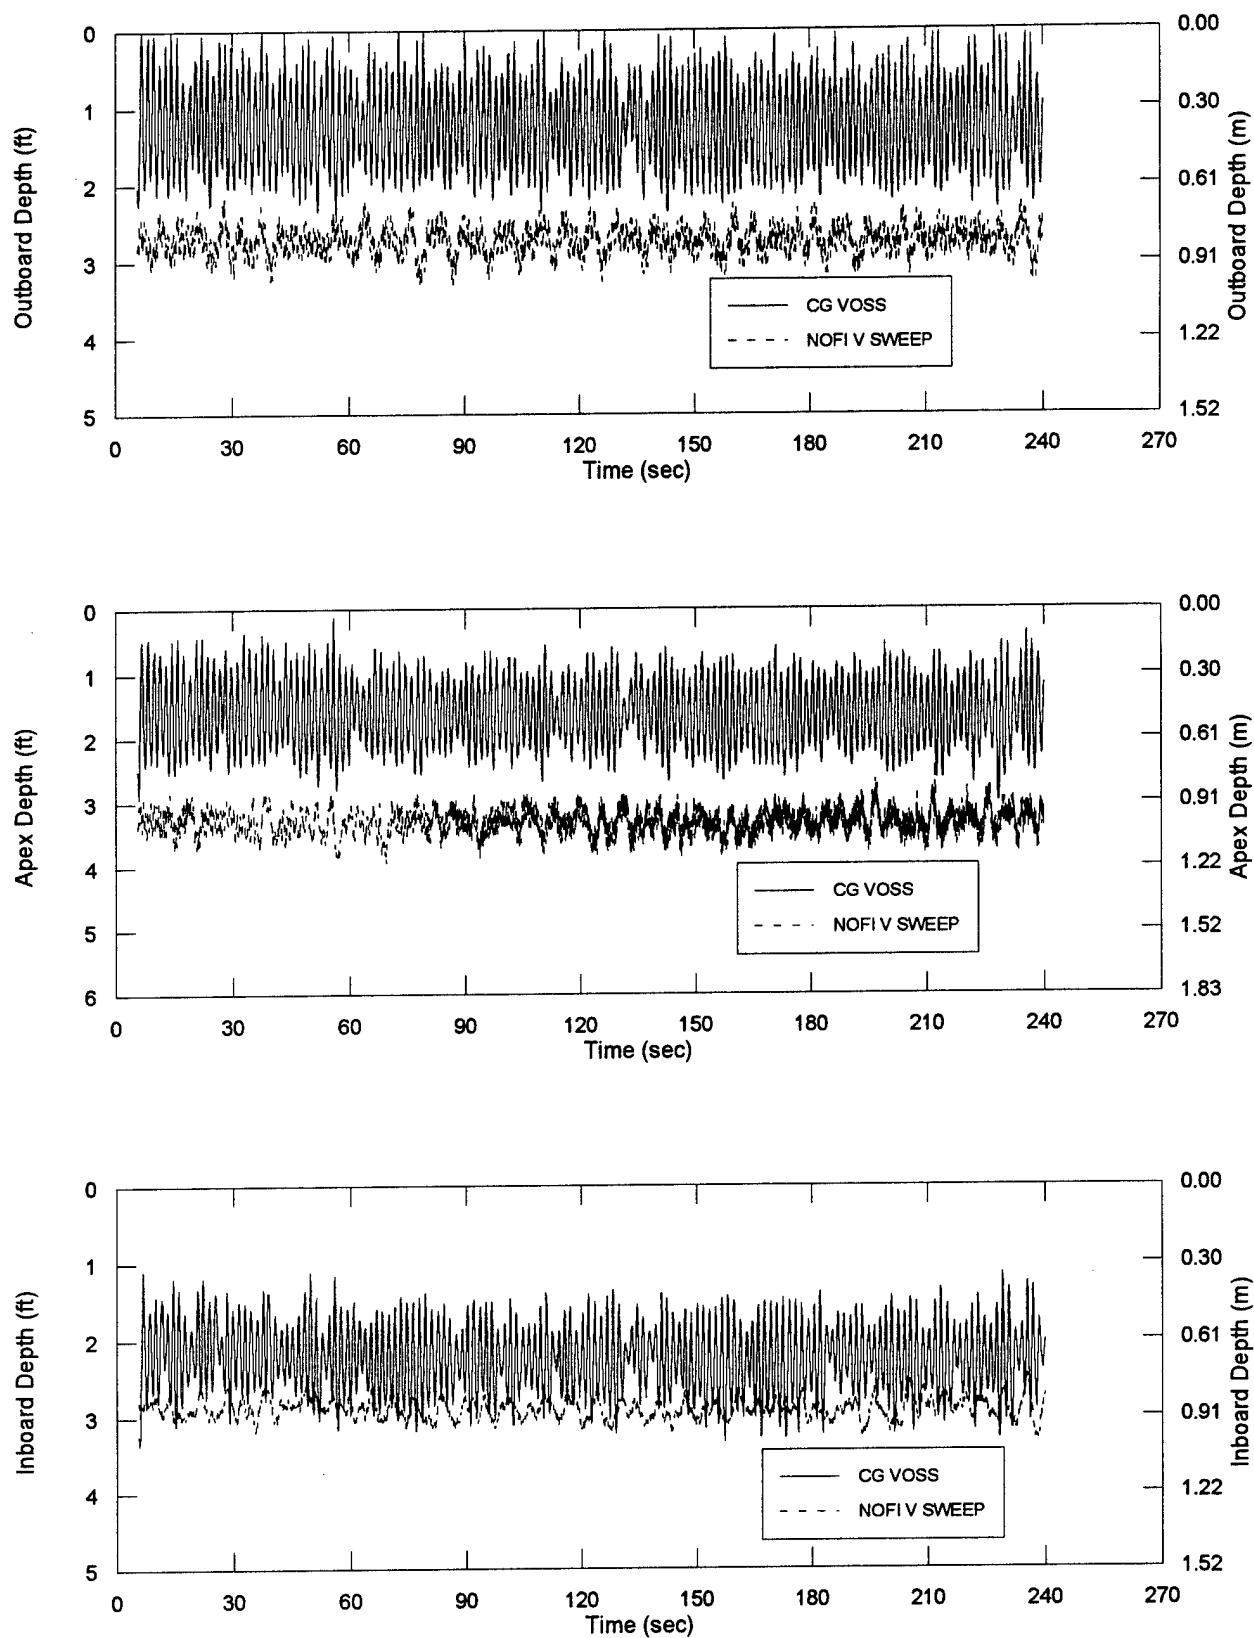 0
1
2
3
4
5
Outboard Depth (ft)
0.00
0.30
0.61
0.91
1.22
1.52
Outboard Depth (m)
CG VOSS
NOFI V SWEEP
0 30 60 90 120 150 180 210 240 270
Time (sec)
0
1
2
3
4
5
6
Apex Depth (ft)
0.00
0.30
0.61
0.91
1.22
1.52
1.83
Apex Depth (m)
CG VOSS
NOFI V SWEEP
0 30 60 90 120 150 180 210 240 270
Time (sec)
0
1
2
3
4
5
Inboard Depth (ft)
0.00
0.30
0.61
0.91
1.22
1.52
Inboard Depth (m)
CG VOSS
NOFI V SWEEP
0 30 60 90 120 150 180 210 240 270
Time (sec)